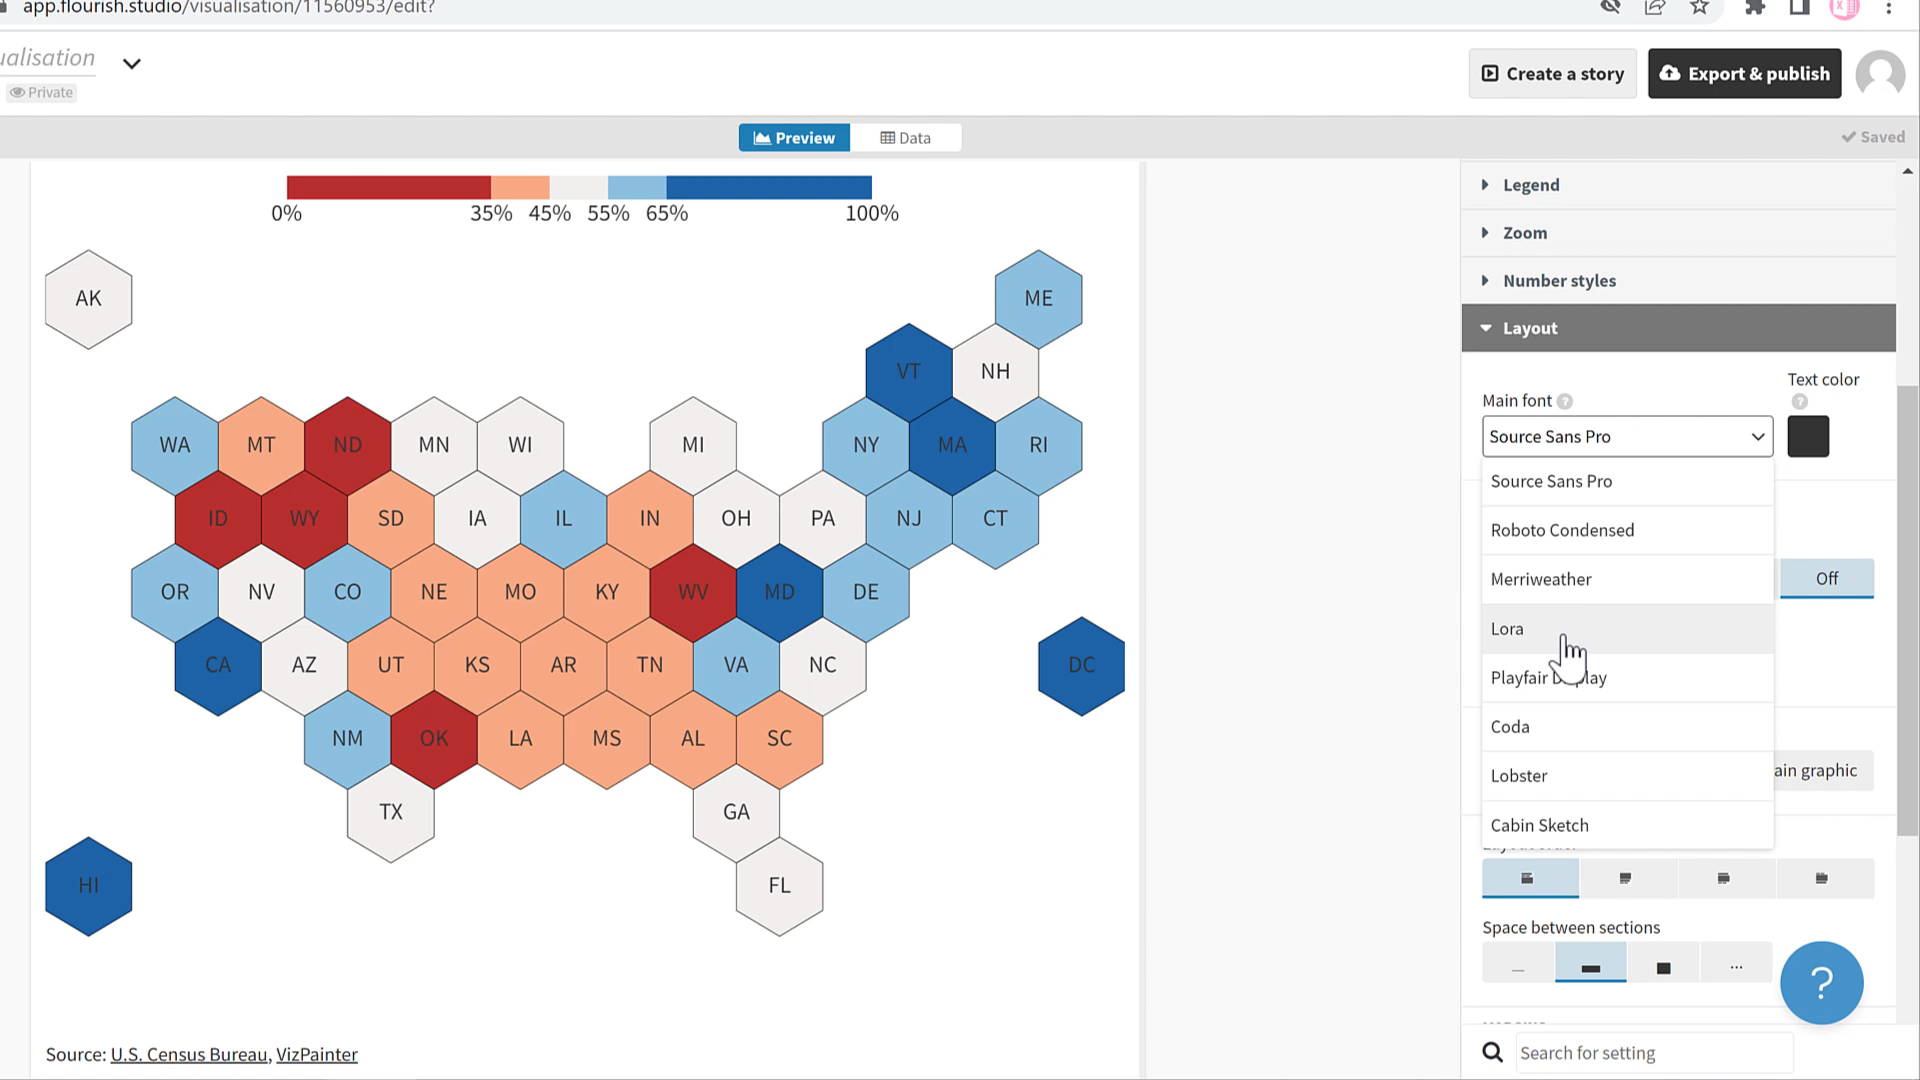 app.flourish.studio/visualisation/11560953/edit?
ualisation
Private
Create a story
Export & publish
Preview
Data
Saved
0% 35% 45% 55% 65% 100%
AK
ME
VT NH
WA MT ND MN WI MI NY MA RI
ID WY SD IA IL IN OH PA NJ CT
OR NV CO NE MO KY WV MD DE
CA AZ UT KS AR TN VA NC DC
NM OK LA MS AL SC
TX GA
HI FL
Source: U.S. Census Bureau, VizPainter
Legend
Zoom
Number styles
Layout
Main font ?
Text color
?
Source Sans Pro
Source Sans Pro
Roboto Condensed
Merriweather
Off
Lora
Playfair
Coda
ain graphic
Lobster
Cabin Sketch
Space between sections
...
?
Search for setting